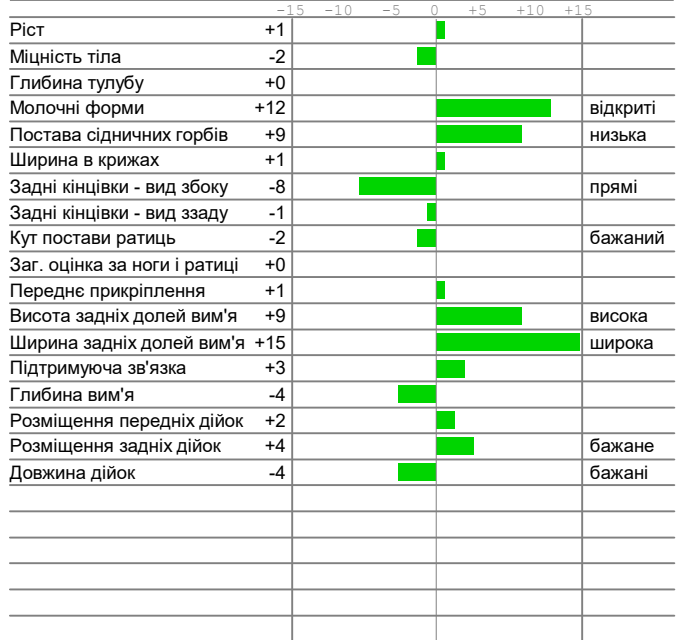 -15 -10 -5 0 +5 +10 +15
Ріст +1
Міцність тіла -2
Глибина тулубу +0
Молочні форми +12 відкриті
Постава сідничних горбів +9 низька
Ширина в крижах +1
Задні кінцівки - вид збоку -8 прямі
Задні кінцівки - вид ззаду -1
Кут постави ратиць -2 бажаний
Заг. оцінка за ноги і ратиці +0
Переднє прикріплення +1
Висота задніх долей вим'я +9 висока
Ширина задніх долей вим'я +15 широка
Підтримуюча зв'язка +3
Глибина вим'я -4
Розміщення передніх дійок +2
Розміщення задніх дійок +4 бажане
Довжина дійок -4 бажані